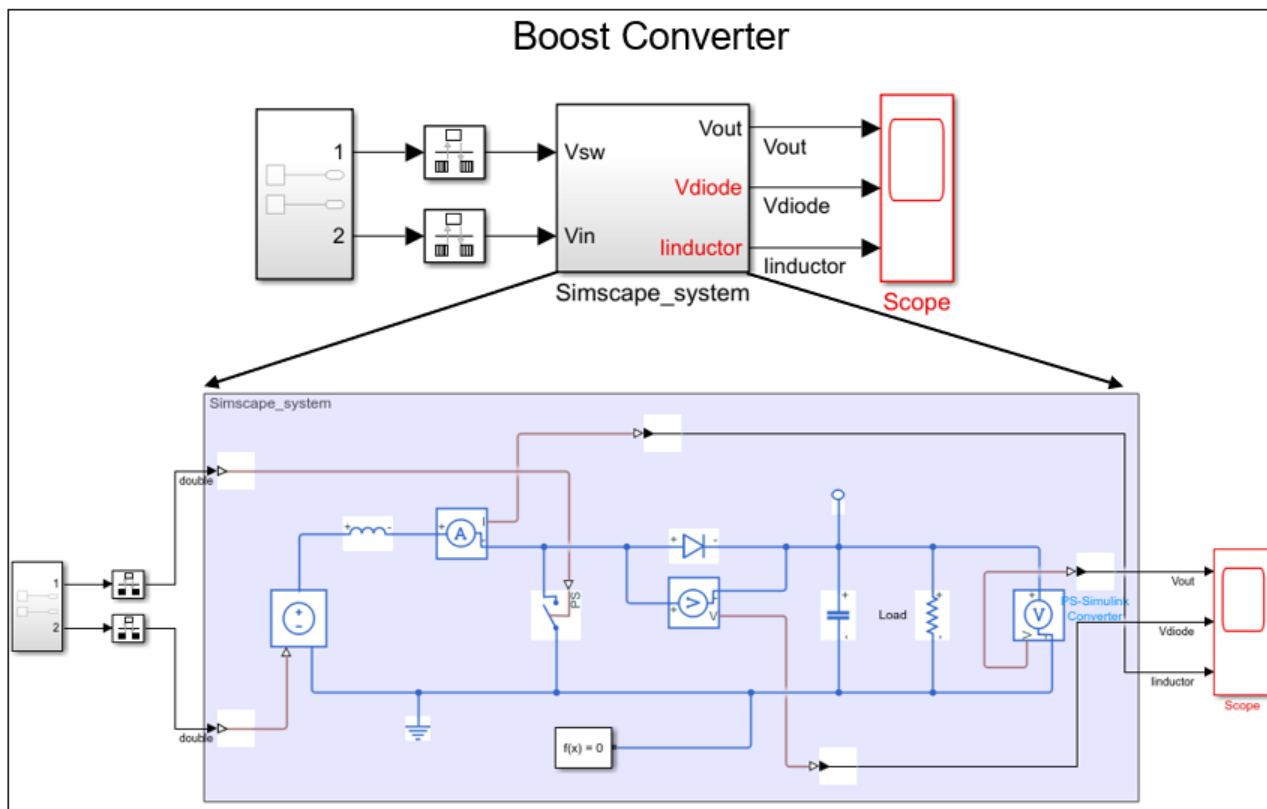 Boost Converter
1
2
Vsw
Vin
Vout
Vdiode
Iinductor
Simscape_system
Vout
Vdiode
Iinductor
Scope
Simscape_system
double
double
1
2
+
-
+
-
+
A
I
-
PS
+
-
+
V
V
-
+
-
Load
+
-
+
V
V
-
PS-Simulink
Converter
f(x) = 0
Vout
Vdiode
Iinductor
Scope